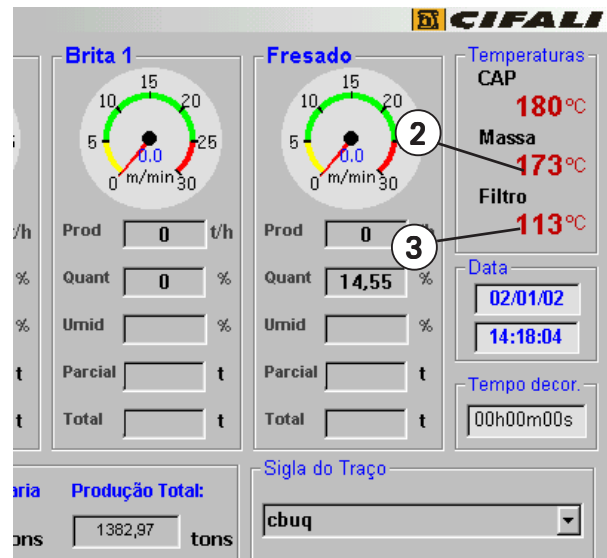 CIFALI
Brita 1
0 5 10 15 20 25 30
0.0
m/min
Prod 0 t/h
Quant 0 %
Umid %
Parcial t
Total t
Fresado
0 5 10 15 20 30
0.0
m/min
Prod 0
Quant 14,55 %
Umid %
Parcial t
Total t
Temperaturas
CAP
180°C
Massa
2
173°C
Filtro
3
113°C
Data
02/01/02
14:18:04
Tempo decor.
00h00m00s
/h
%
%
t
t
aria
ons
Produção Total:
1382,97 tons
Sigla do Traço
cbuq